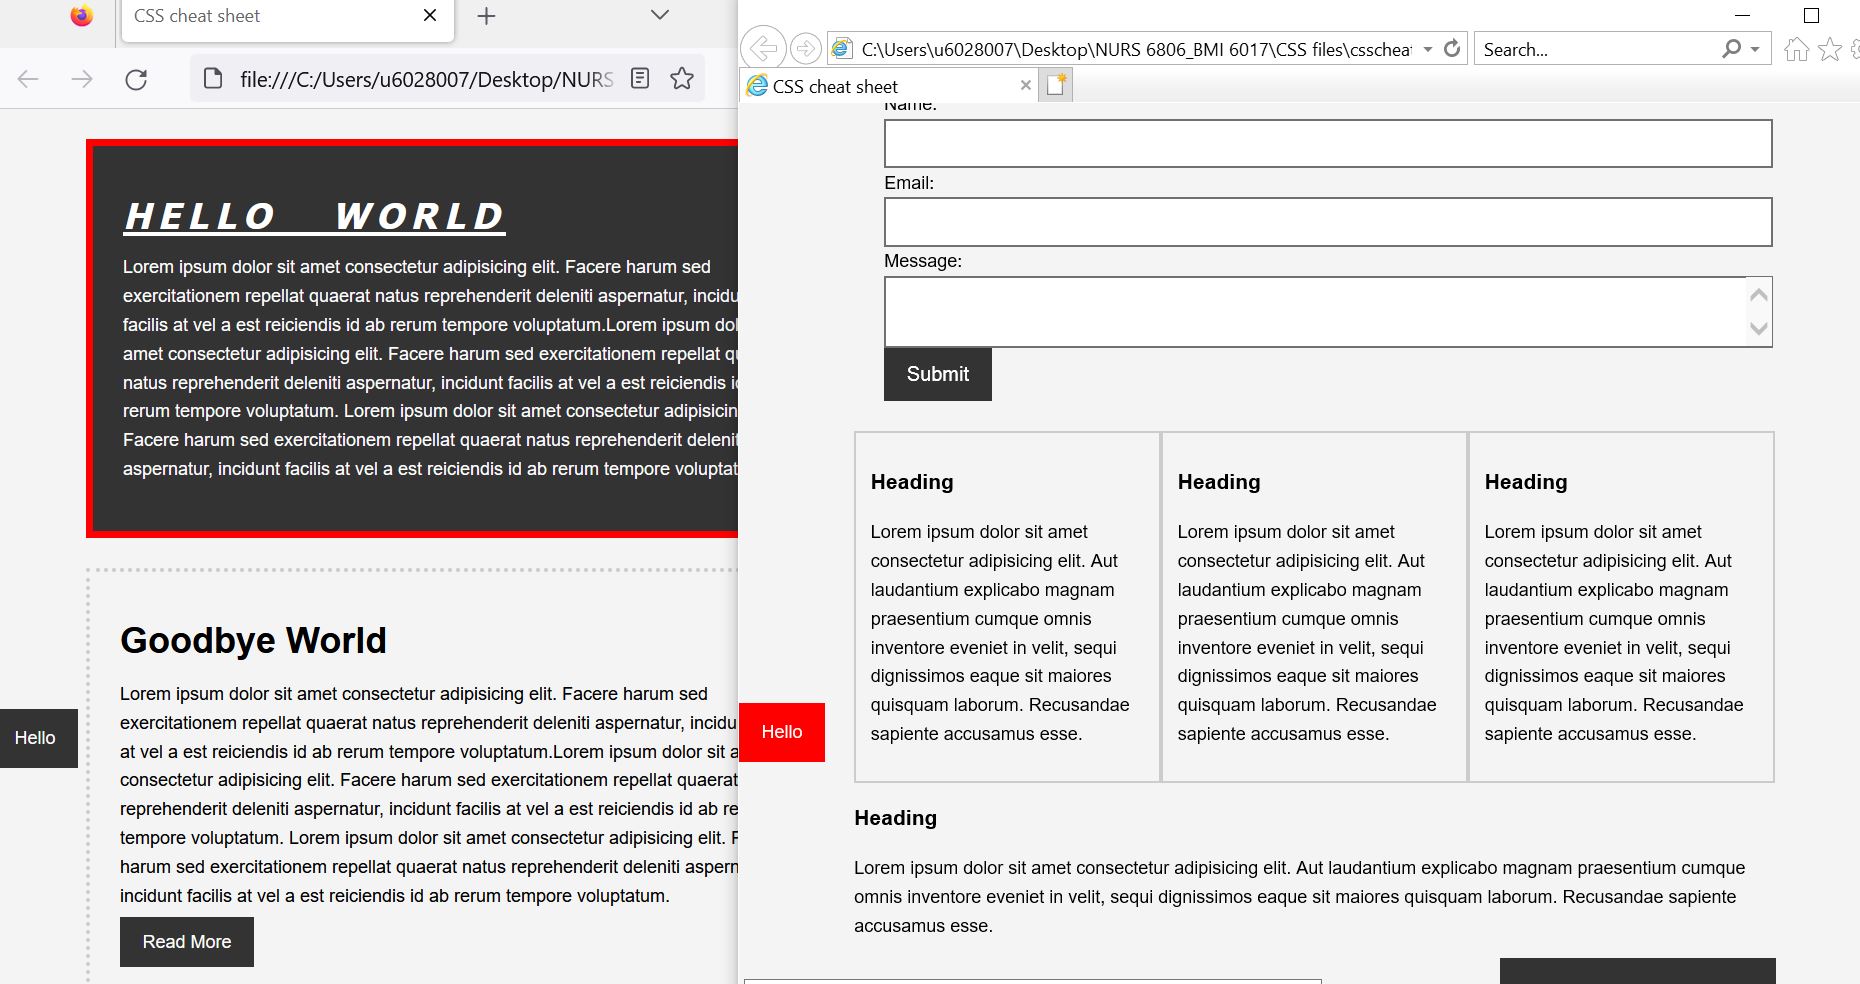 CSS cheat sheet
file:///C:/Users/u6028007/Desktop/NURS
HELLO WORLD
Lorem ipsum dolor sit amet consectetur adipisicing elit. Facere harum sed
exercitationem repellat quaerat natus reprehenderit deleniti aspernatur, incidu
facilis at vel a est reiciendis id ab rerum tempore voluptatum.Lorem ipsum dol
amet consectetur adipisicing elit. Facere harum sed exercitationem repellat qu
natus reprehenderit deleniti aspernatur, incidunt facilis at vel a est reiciendis i
rerum tempore voluptatum. Lorem ipsum dolor sit amet consectetur adipisicin
Facere harum sed exercitationem repellat quaerat natus reprehenderit delenit
aspernatur, incidunt facilis at vel a est reiciendis id ab rerum tempore voluptat
Goodbye World
Lorem ipsum dolor sit amet consectetur adipisicing elit. Facere harum sed
exercitationem repellat quaerat natus reprehenderit deleniti aspernatur, incidu
at vel a est reiciendis id ab rerum tempore voluptatum.Lorem ipsum dolor sit a
consectetur adipisicing elit. Facere harum sed exercitationem repellat quaerat
reprehenderit deleniti aspernatur, incidunt facilis at vel a est reiciendis id ab re
tempore voluptatum. Lorem ipsum dolor sit amet consectetur adipisicing elit. F
harum sed exercitationem repellat quaerat natus reprehenderit deleniti aspern
incidunt facilis at vel a est reiciendis id ab rerum tempore voluptatum.
Read More
Hello
C:\Users\u6028007\Desktop\NURS 6806_BMI 6017\CSS files\csschea
Search...
CSS cheat sheet
Name:
Email:
Message:
Submit
Heading
Lorem ipsum dolor sit amet
consectetur adipisicing elit. Aut
laudantium explicabo magnam
praesentium cumque omnis
inventore eveniet in velit, sequi
dignissimos eaque sit maiores
quisquam laborum. Recusandae
sapiente accusamus esse.
Heading
Lorem ipsum dolor sit amet
consectetur adipisicing elit. Aut
laudantium explicabo magnam
praesentium cumque omnis
inventore eveniet in velit, sequi
dignissimos eaque sit maiores
quisquam laborum. Recusandae
sapiente accusamus esse.
Heading
Lorem ipsum dolor sit amet
consectetur adipisicing elit. Aut
laudantium explicabo magnam
praesentium cumque omnis
inventore eveniet in velit, sequi
dignissimos eaque sit maiores
quisquam laborum. Recusandae
sapiente accusamus esse.
Hello
Heading
Lorem ipsum dolor sit amet consectetur adipisicing elit. Aut laudantium explicabo magnam praesentium cumque
omnis inventore eveniet in velit, sequi dignissimos eaque sit maiores quisquam laborum. Recusandae sapiente
accusamus esse.